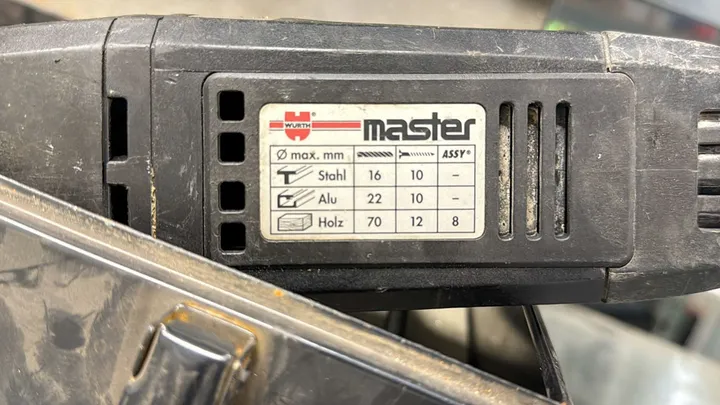 WÜRTH master
Ø max. mm ASSY®
Stahl 16 10 –
Alu 22 10 –
Holz 70 12 8